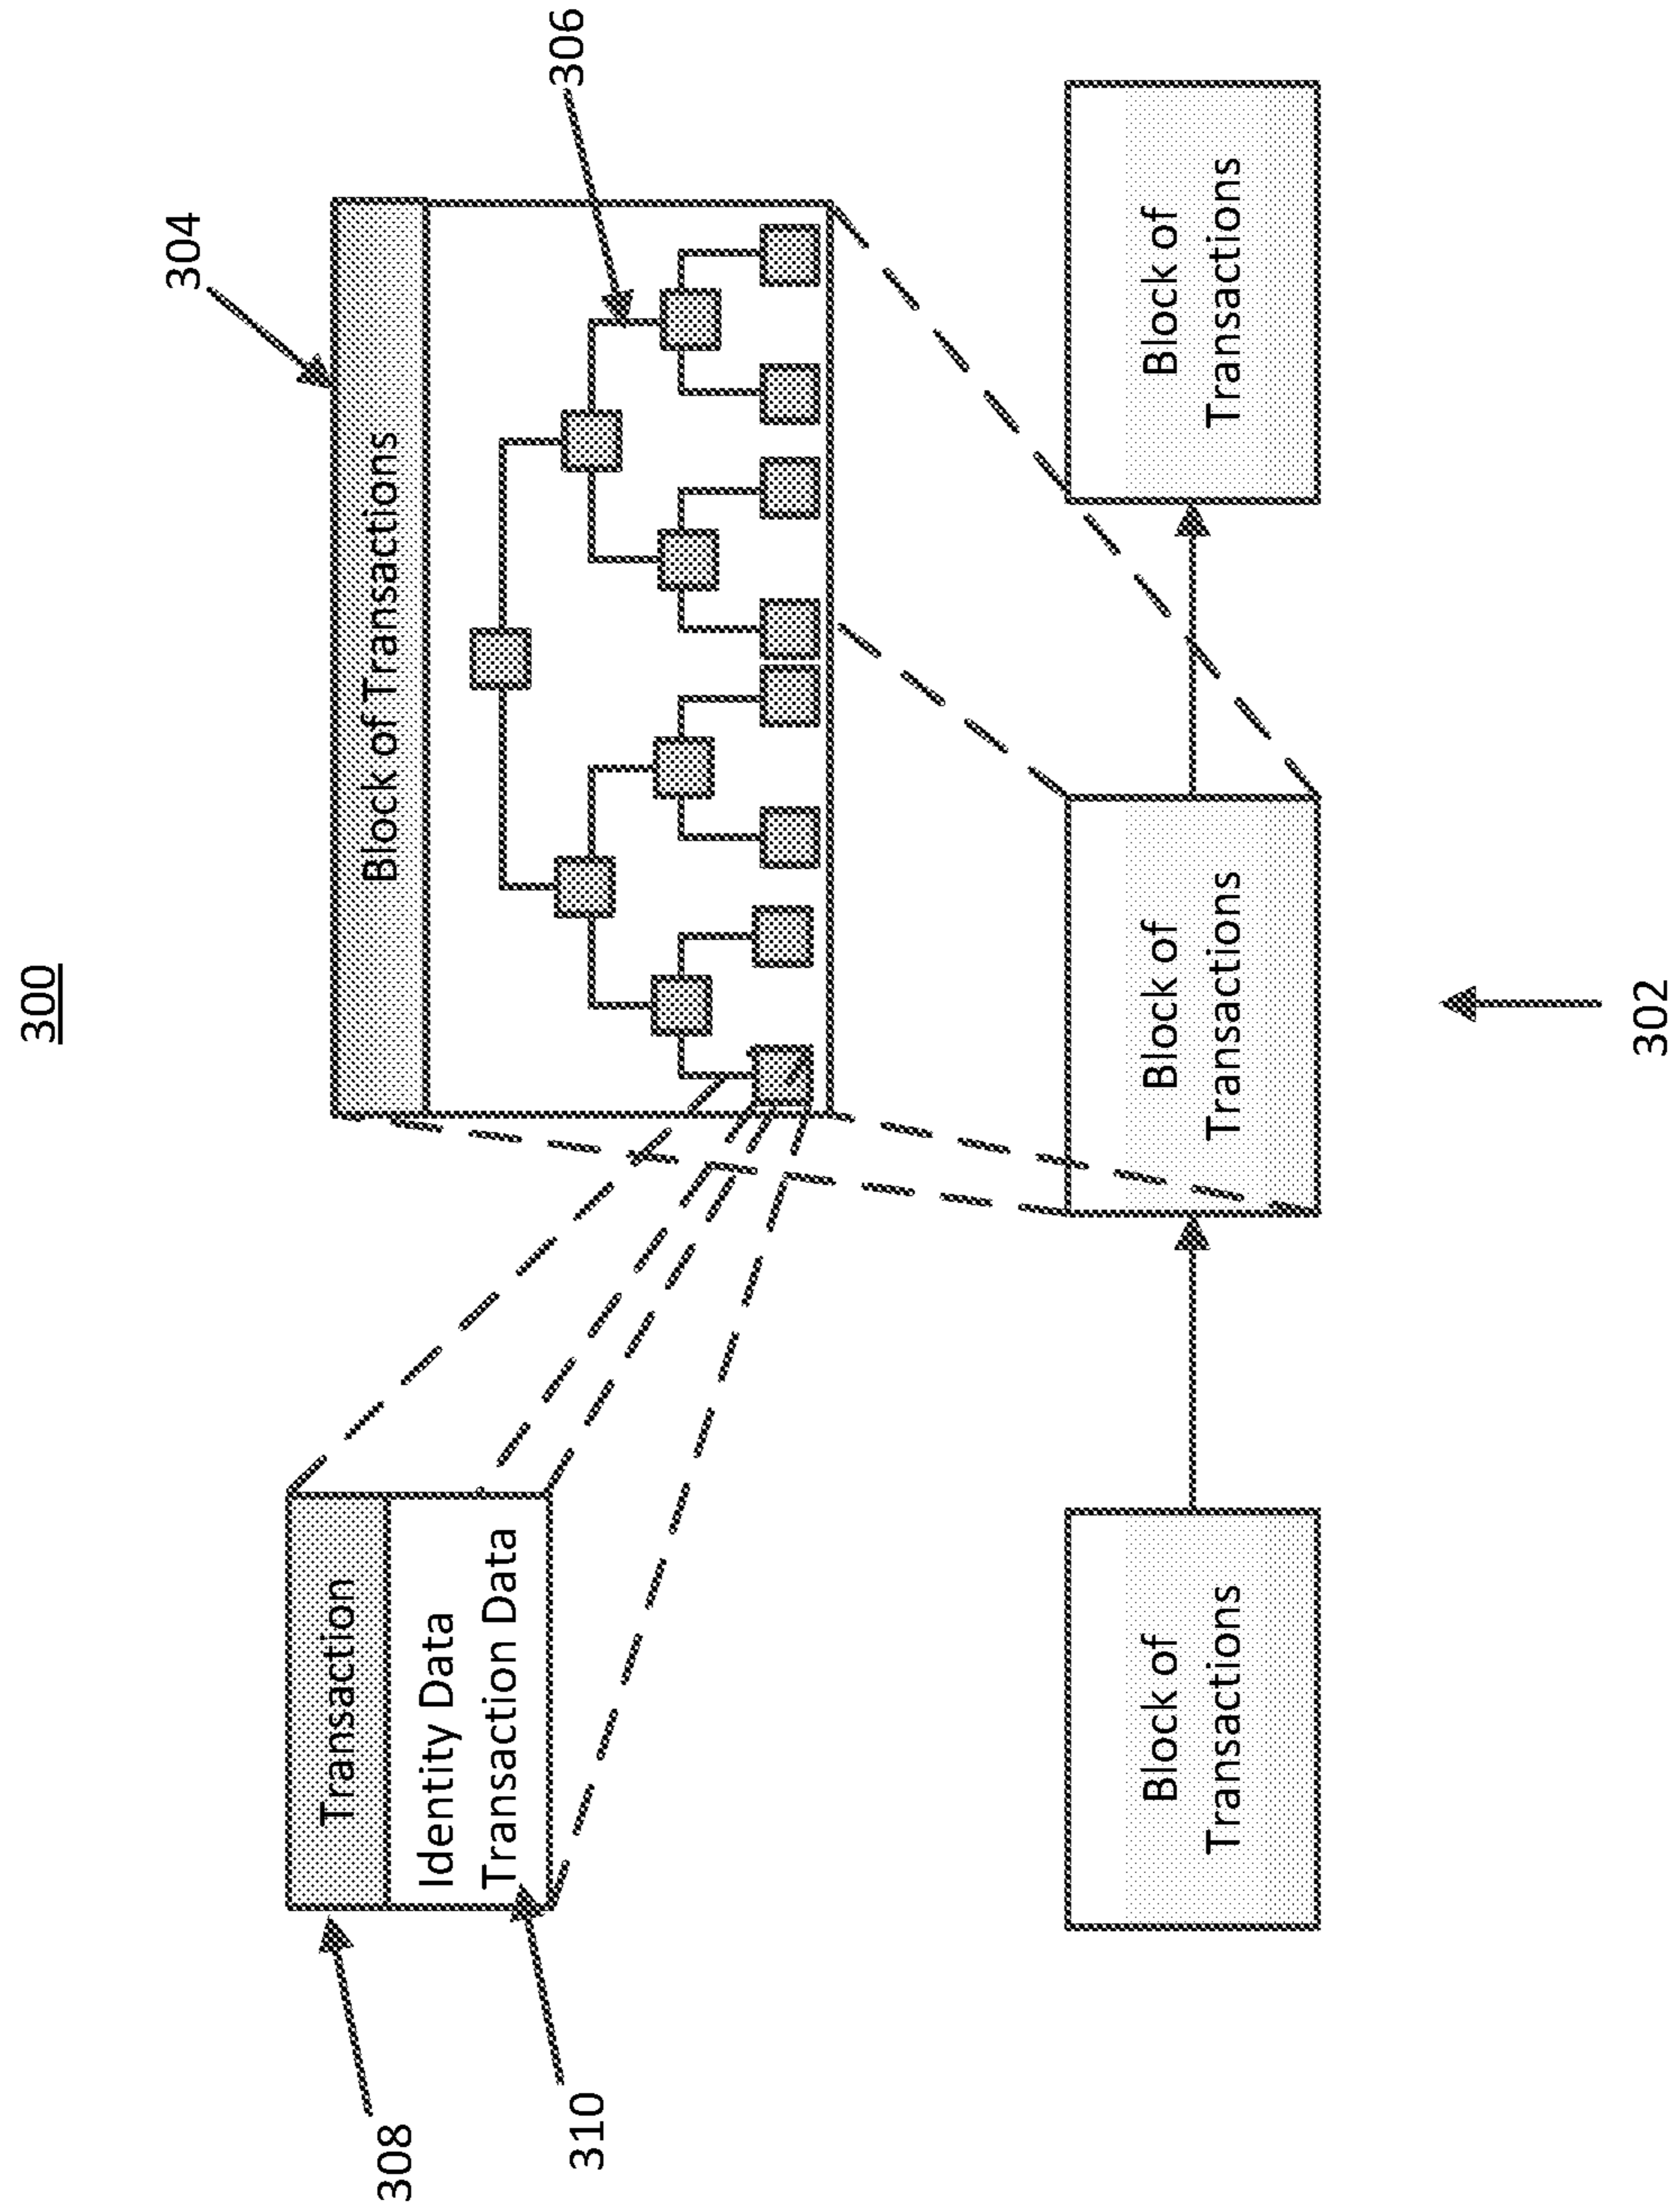 300
304
306
Block of Transactions
308
Transaction
Identity Data
Transaction Data
310
Block of
Transactions
Block of
Transactions
Block of
Transactions
302